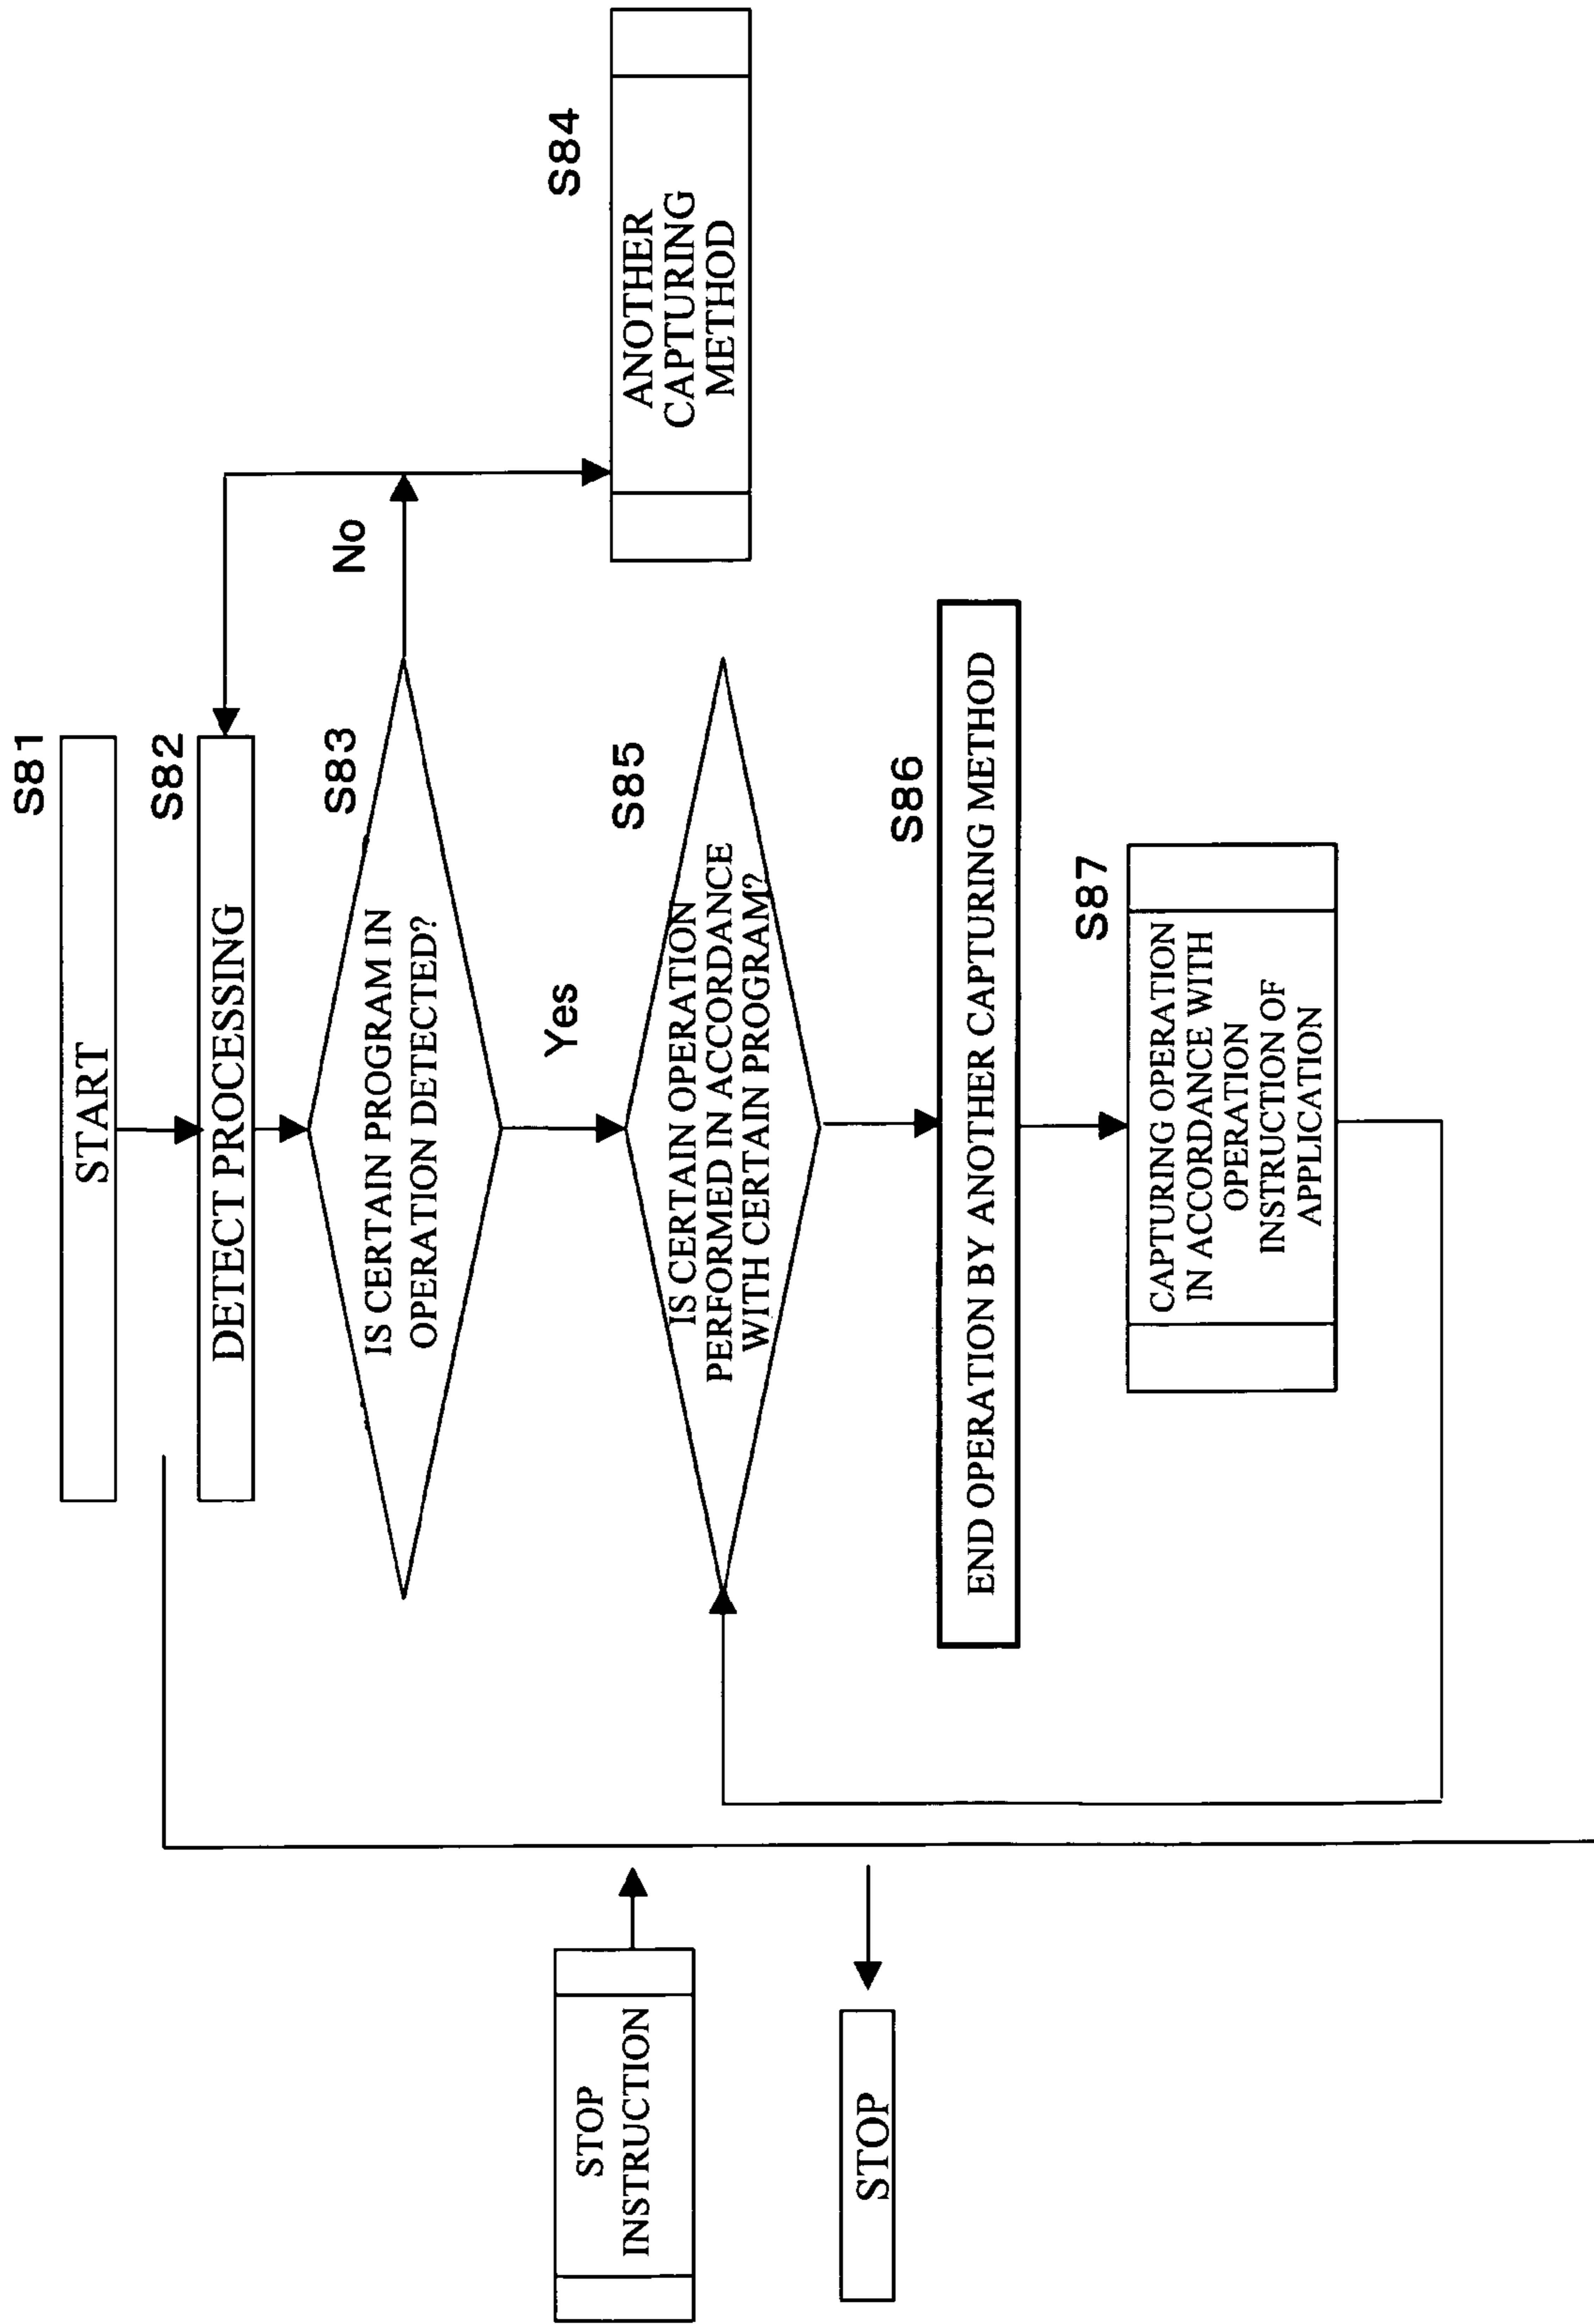 S81
START
S82
DETECT PROCESSING
S83
IS CERTAIN PROGRAM IN
OPERATION DETECTED?
No
S84
ANOTHER
CAPTURING
METHOD
Yes
S85
IS CERTAIN OPERATION
PERFORMED IN ACCORDANCE
WITH CERTAIN PROGRAM?
S86
END OPERATION BY ANOTHER CAPTURING METHOD
S87
CAPTURING OPERATION
IN ACCORDANCE WITH
OPERATION
INSTRUCTION OF
APPLICATION
STOP
INSTRUCTION
STOP